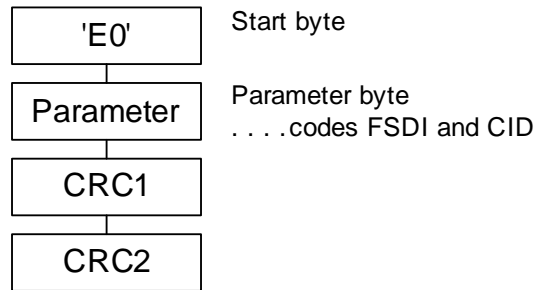 'E0' Start byte
Parameter Parameter byte
. . . .codes FSDI and CID
CRC1
CRC2